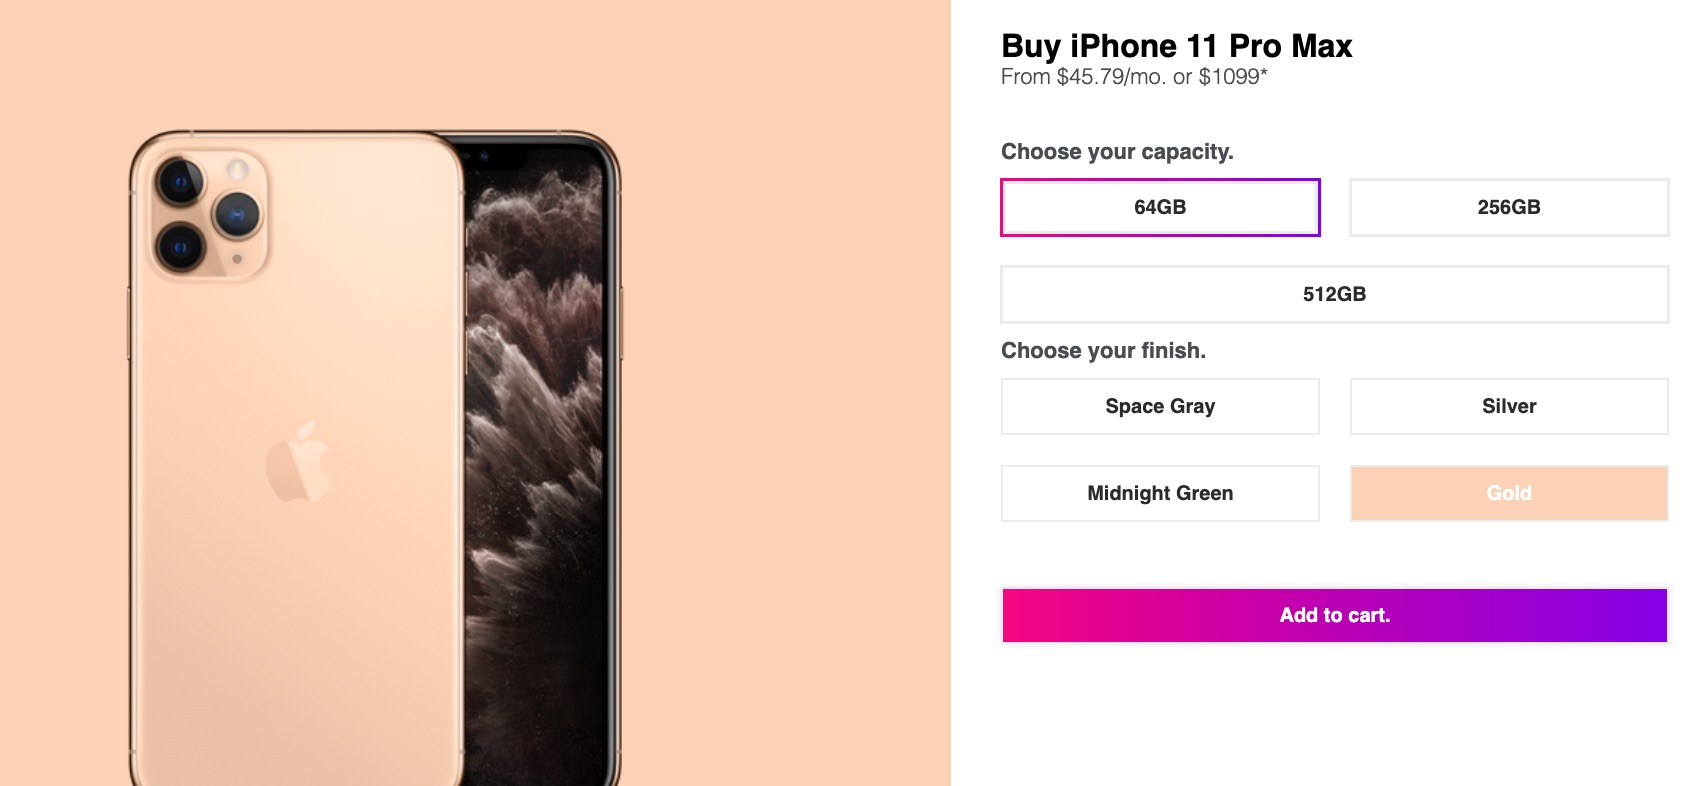 Buy iPhone 11 Pro Max
From $45.79/mo. or $1099*
Choose your capacity.
64GB
256GB
512GB
Choose your finish.
Space Gray
Silver
Midnight Green
Gold
Add to cart.